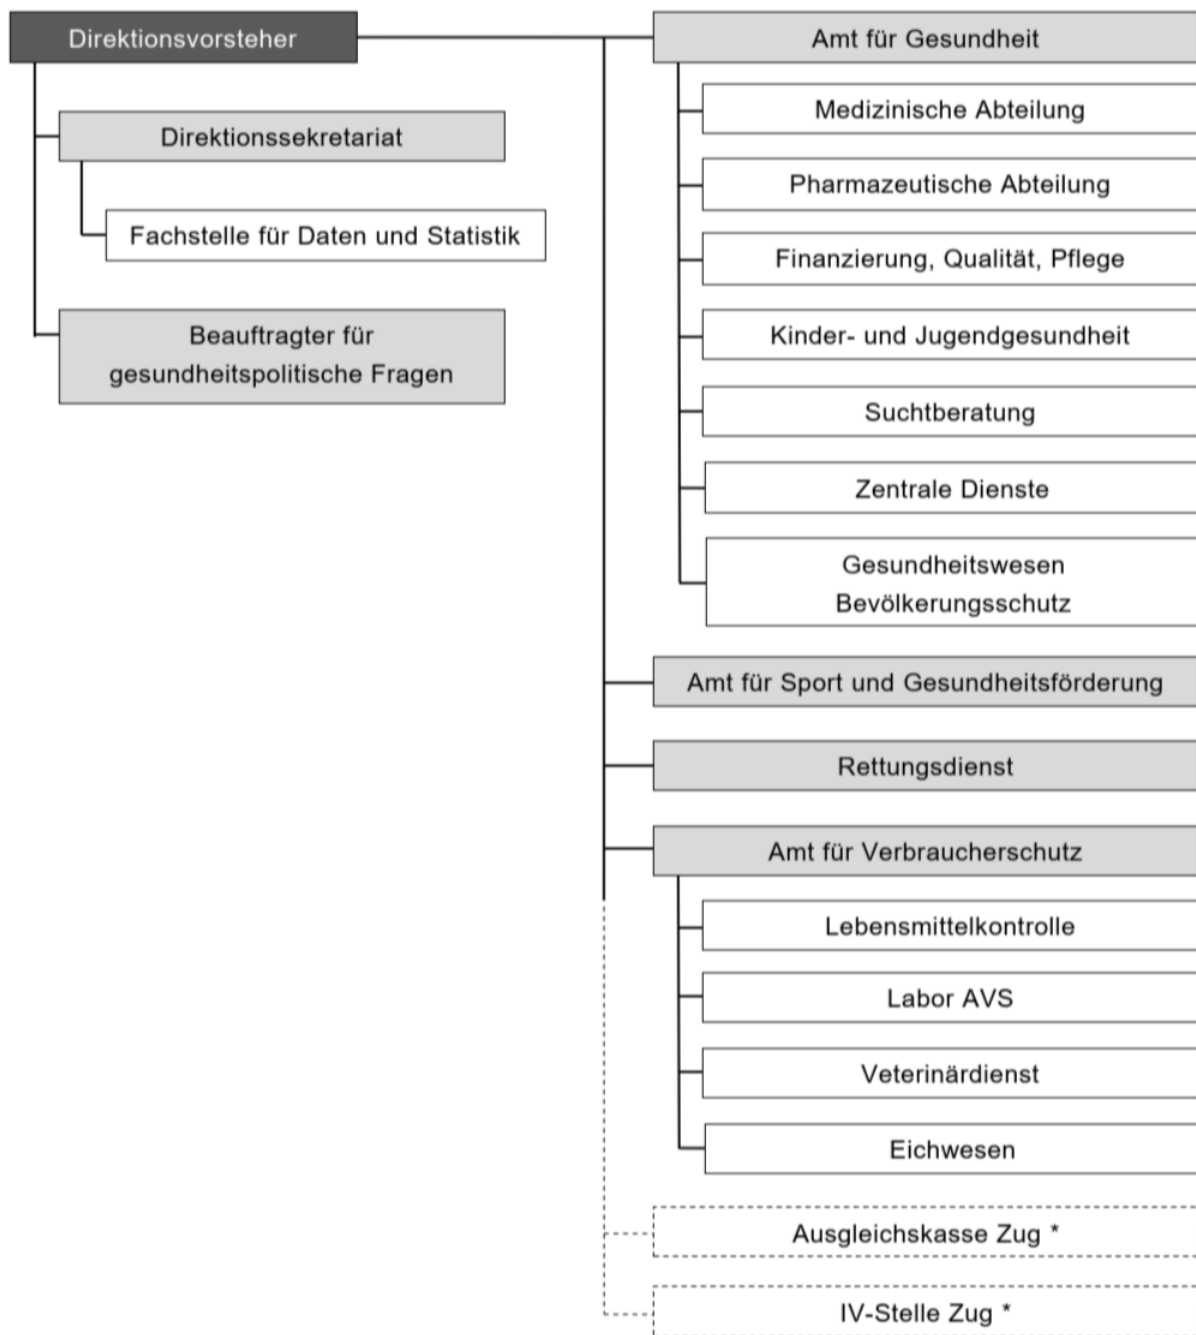 Direktionsvorsteher
Direktionssekretariat
Fachstelle für Daten und Statistik
Beauftragter für
gesundheitspolitische Fragen
Amt für Gesundheit
Medizinische Abteilung
Pharmazeutische Abteilung
Finanzierung, Qualität, Pflege
Kinder- und Jugendgesundheit
Suchtberatung
Zentrale Dienste
Gesundheitswesen
Bevölkerungsschutz
Amt für Sport und Gesundheitsförderung
Rettungsdienst
Amt für Verbraucherschutz
Lebensmittelkontrolle
Labor AVS
Veterinärdienst
Eichwesen
Ausgleichskasse Zug *
IV-Stelle Zug *